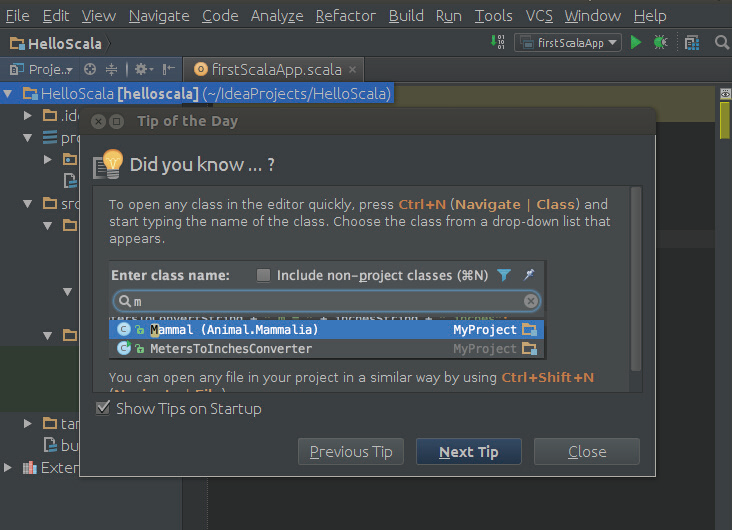 File Edit View Navigate Code Analyze Refactor Build Run Tools VCS Window Help
HelloScala firstScalaApp
Proje.. firstScalaApp.scala
HelloScala [helloscala] (~/IdeaProjects/HelloScala)
.ide
Tip of the Day
pro
Did you know ... ?
src
To open any class in the editor quickly, press Ctrl+N (Navigate | Class) and
start typing the name of the class. Choose the class from a drop-down list that
appears.
Enter class name: Include non-project classes (⌘N)
m
Mammal (Animal.Mammalia) MyProject
MetersToInchesConverter MyProject
You can open any file in your project in a similar way by using Ctrl+Shift+N
(Navigate | File)
Show Tips on Startup
tar
bu
Extern
Previous Tip Next Tip Close